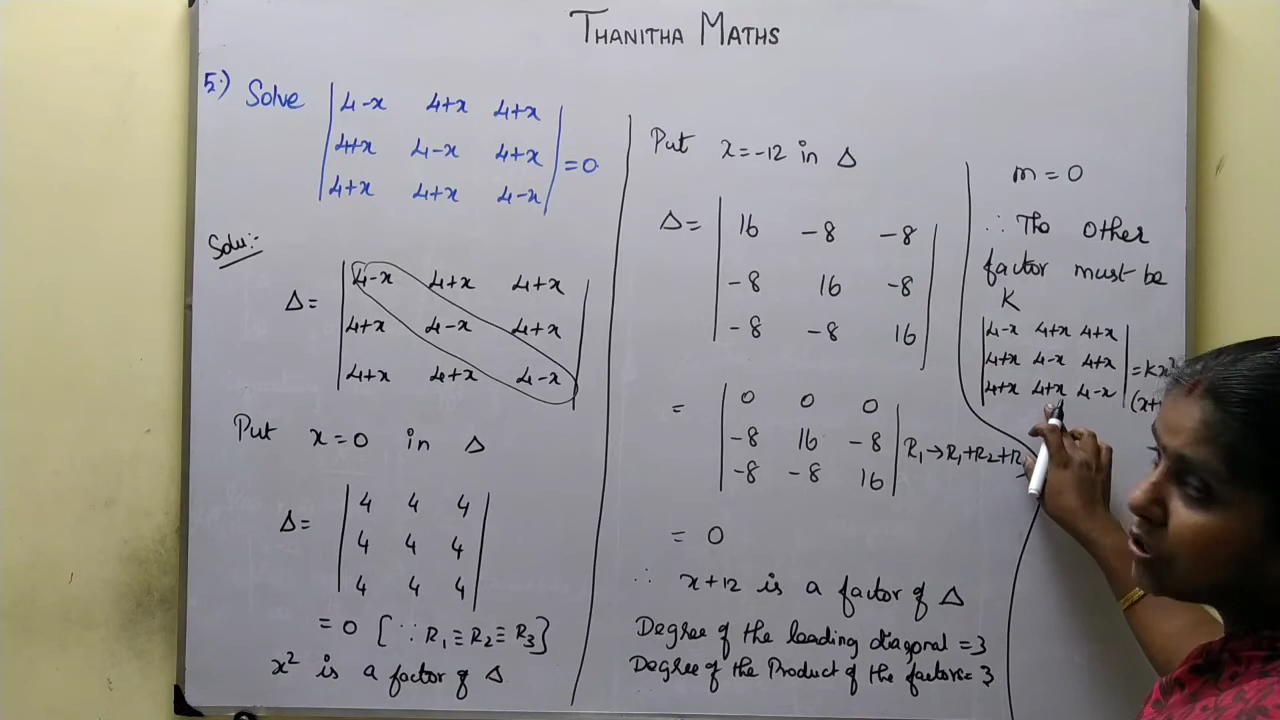 THANITHA MATHS
5.) Solve | 4-x 4+x 4+x |
| 4+x 4-x 4+x | = 0
| 4+x 4+x 4-x |
Solu:-
Δ = | 4-x 4+x 4+x |
| 4+x 4-x 4+x |
| 4+x 4+x 4-x |
Put x=0 in Δ
Δ = | 4 4 4 |
| 4 4 4 |
| 4 4 4 |
= 0 [∵ R₁ ≡ R₂ ≡ R₃]
x² is a factor of Δ
Put x=-12 in Δ
Δ = | 16 -8 -8 |
| -8 16 -8 |
| -8 -8 16 |
= | 0 0 0 |
| -8 16 -8 | R₁→R₁+R₂+R
| -8 -8 16 |
= 0
∴ x+12 is a factor of Δ
Degree of the leading diagonal = 3
Degree of the Product of the factors = 3
m = 0
∴ The other
factor must be
K
| 4-x 4+x 4+x |
| 4+x 4-x 4+x | = Kx²
| 4+x 4+x 4-x | (x+